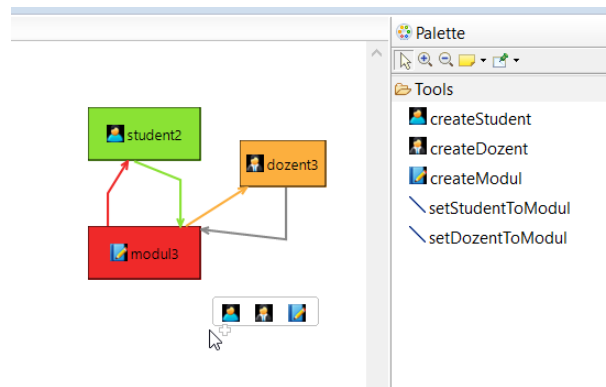 Palette
Tools
student2
createStudent
dozent3
createDozent
createModul
setStudentToModul
modul3
setDozentToModul